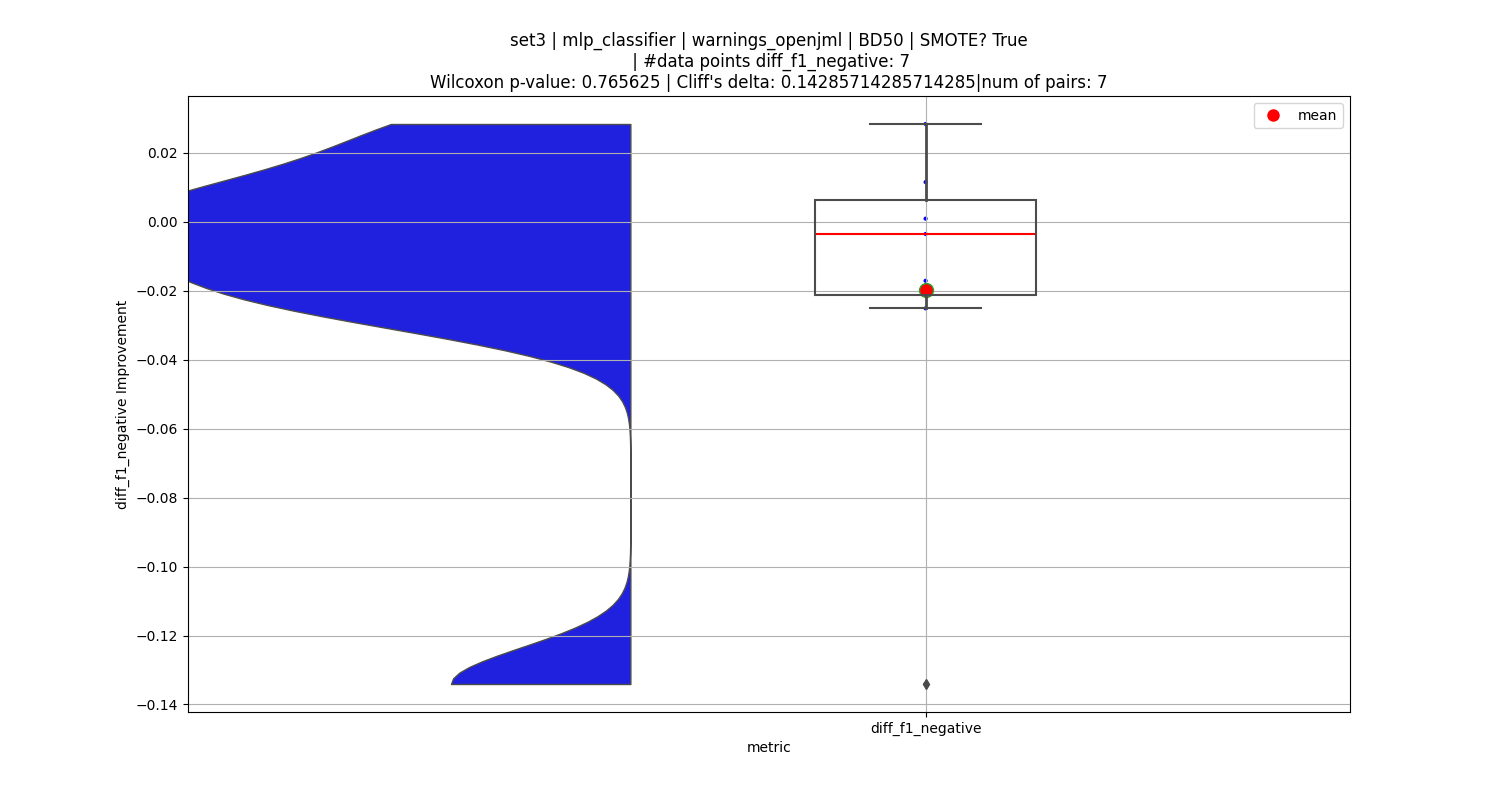 set3 | mlp_classifier | warnings_openjml | BD50 | SMOTE? True
| #data points diff_f1_negative: 7
Wilcoxon p-value: 0.765625 | Cliff's delta: 0.14285714285714285|num of pairs: 7
mean
0.02
0.00
−0.02
−0.04
−0.06
−0.08
−0.10
−0.12
−0.14
diff_f1_negative Improvement
diff_f1_negative
metric